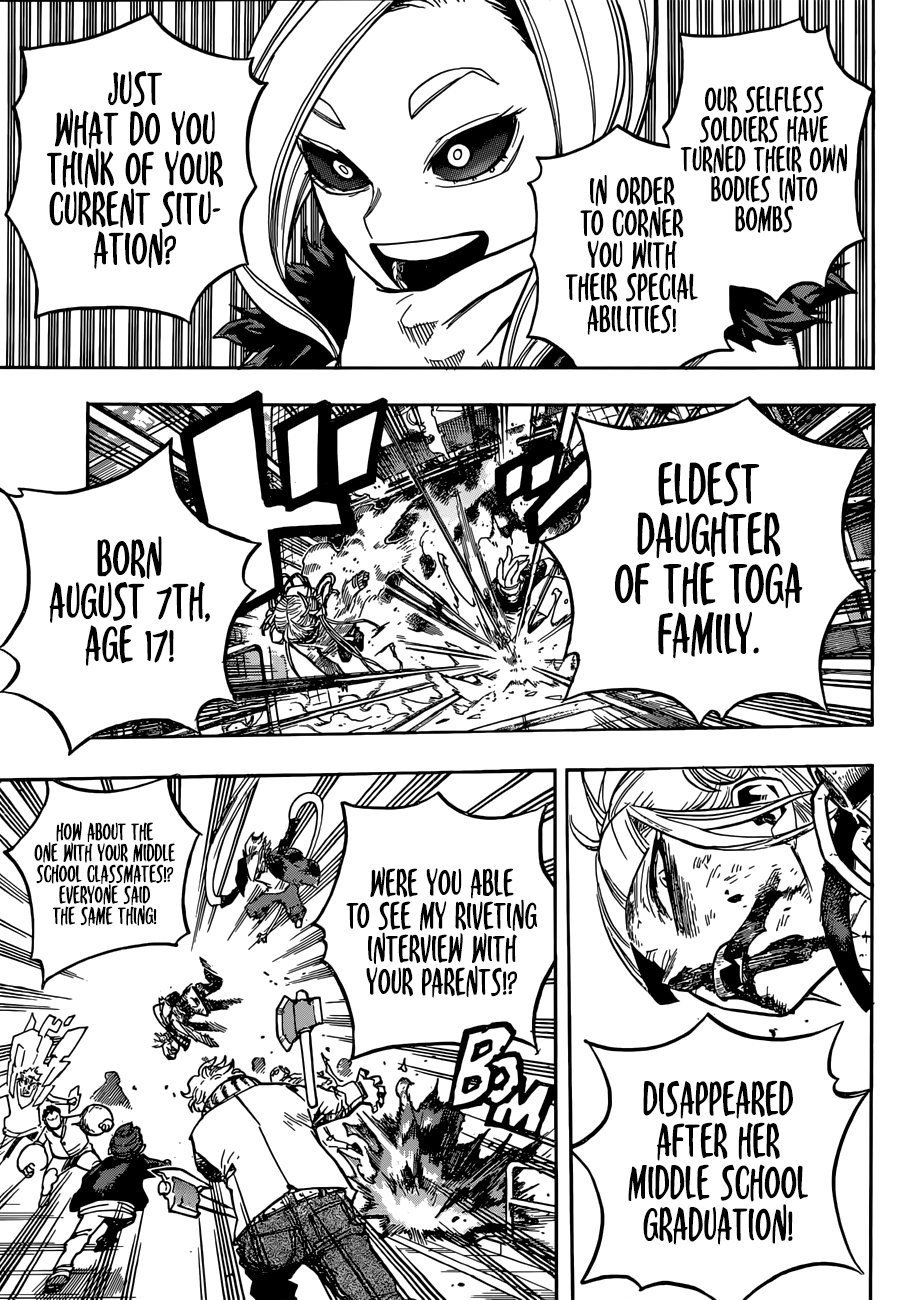 OUR SELFLESS
SOLDIERS HAVE
TURNED THEIR OWN
BODIES INTO
BOMBS
IN ORDER
TO CORNER
YOU WITH
THEIR SPECIAL
ABILITIES!
JUST
WHAT DO YOU
THINK OF YOUR
CURRENT SITU-
ATION?
ELDEST
DAUGHTER
OF THE TOGA
FAMILY.
BORN
AUGUST 7TH,
AGE 17!
DISAPPEARED
AFTER HER
MIDDLE SCHOOL
GRADUATION!
WERE YOU ABLE
TO SEE MY RIVETING
INTERVIEW WITH
YOUR PARENTS!?
BOOM
HOW ABOUT THE
ONE WITH YOUR MIDDLE
SCHOOL CLASSMATES!?
EVERYONE SAID
THE SAME THING!